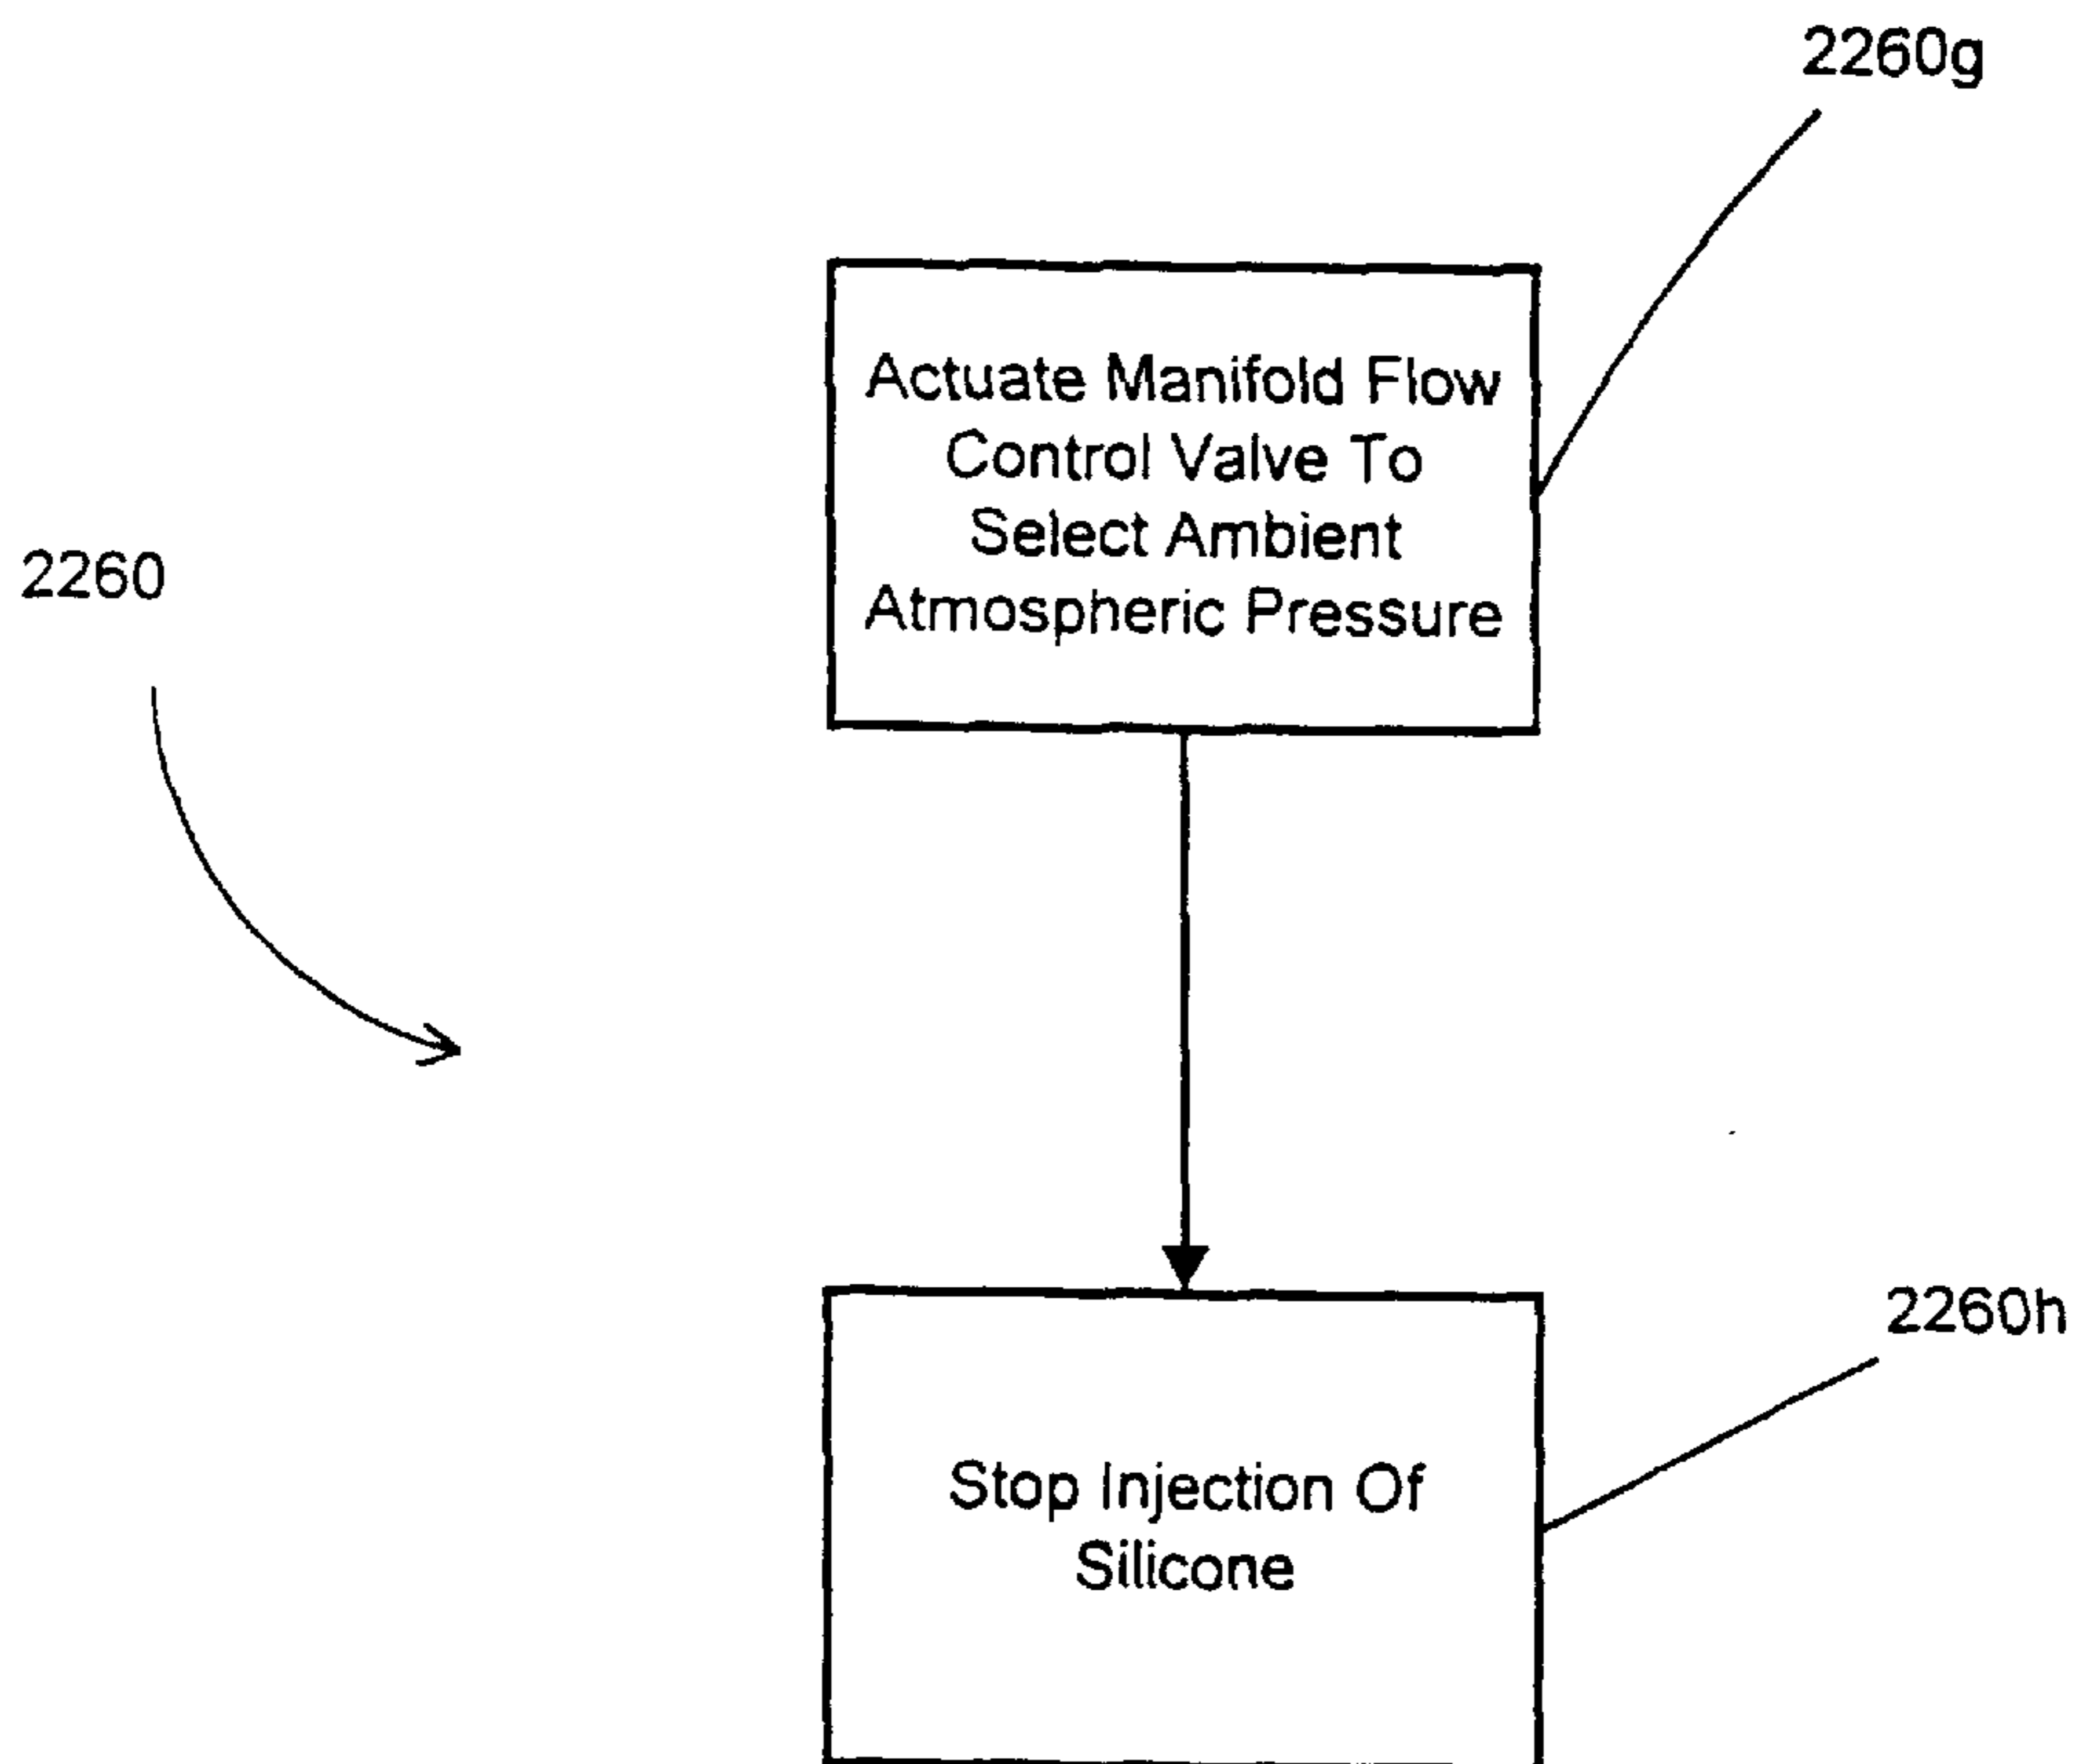 2260g
Actuate Manifold Flow
Control Valve To
Select Ambient
Atmospheric Pressure
2260
2260h
Stop Injection Of
Silicone